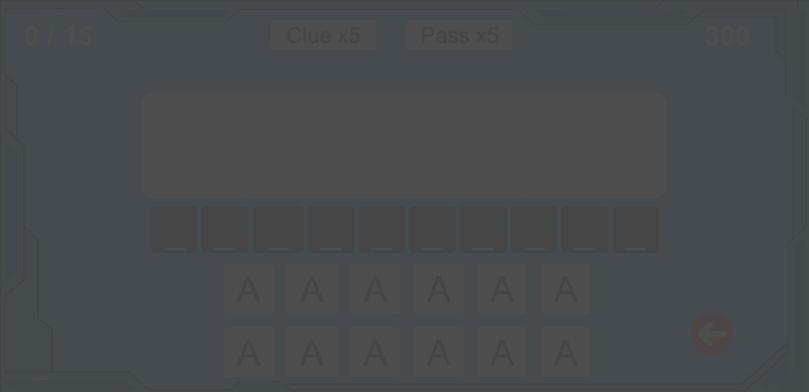 0 / 15 Clue x5 Pass x5 300
_ _ _ _ _ _ _ _ _ _
A A A A A A
A A A A A A